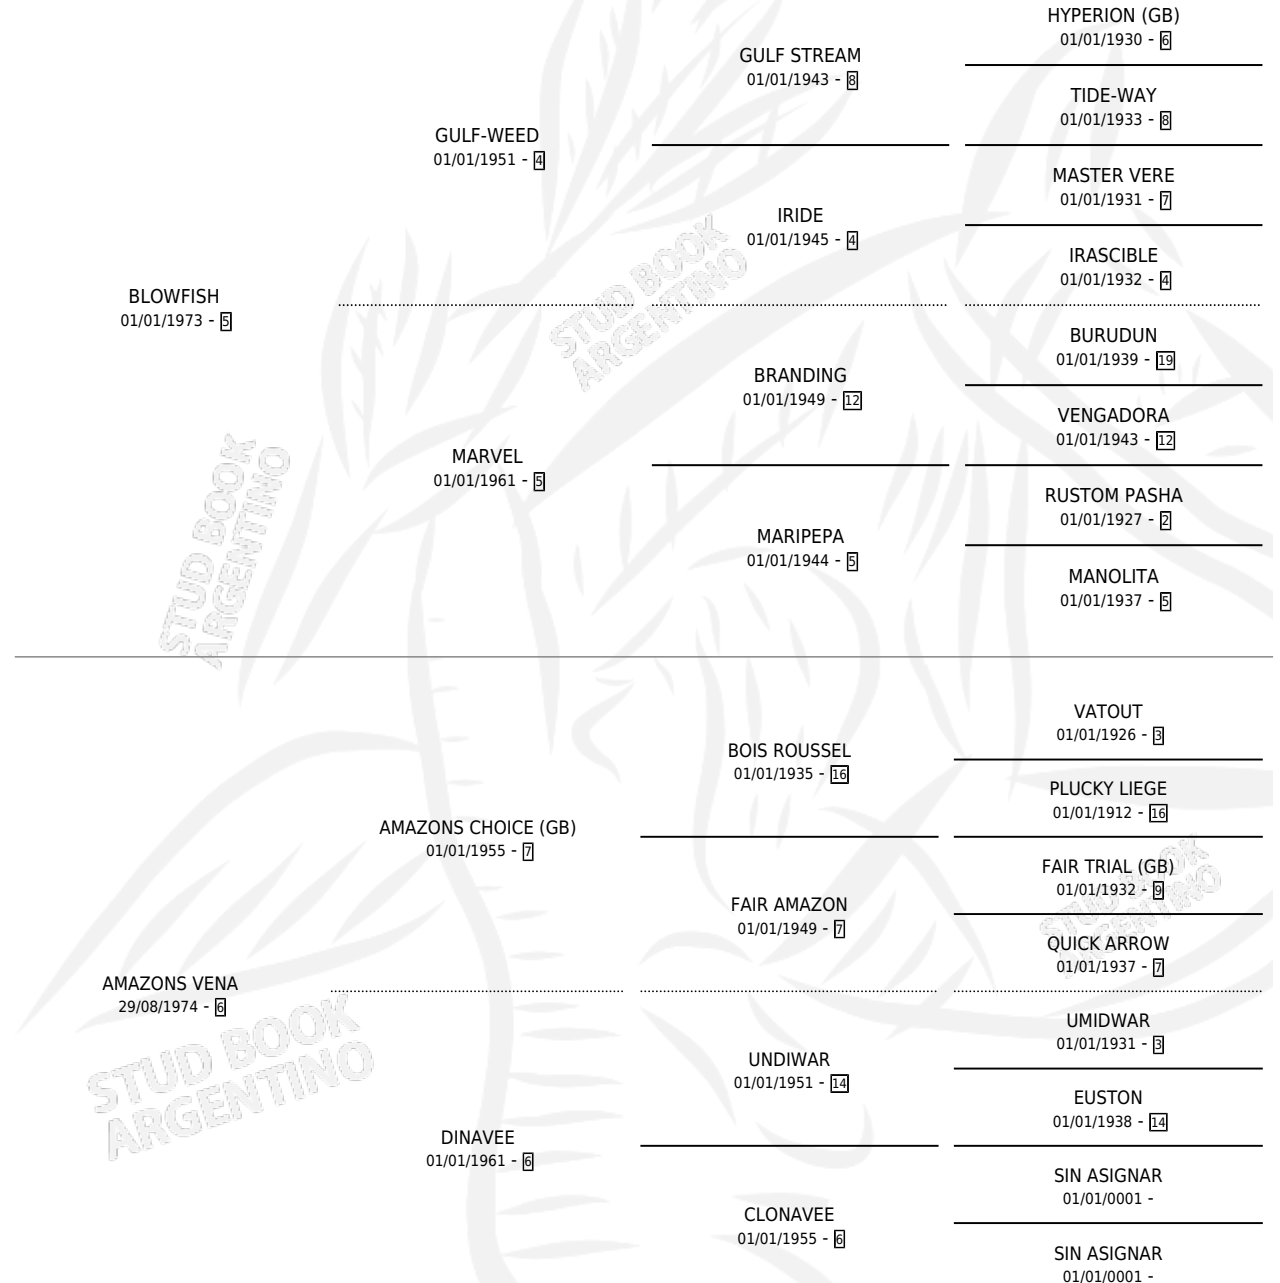 HYPERION (GB)
01/01/1930 - 6
GULF STREAM
01/01/1943 - 8
TIDE-WAY
01/01/1933 - 8
GULF-WEED
01/01/1951 - 4
MASTER VERE
01/01/1931 - 7
IRIDE
01/01/1945 - 4
IRASCIBLE
01/01/1932 - 4
BLOWFISH
01/01/1973 - 5
BURUDUN
01/01/1939 - 19
BRANDING
01/01/1949 - 12
VENGADORA
01/01/1943 - 12
MARVEL
01/01/1961 - 5
RUSTOM PASHA
01/01/1927 - 2
MARIPEPA
01/01/1944 - 5
MANOLITA
01/01/1937 - 5
VATOUT
01/01/1926 - 3
BOIS ROUSSEL
01/01/1935 - 16
PLUCKY LIEGE
01/01/1912 - 16
AMAZONS CHOICE (GB)
01/01/1955 - 7
FAIR TRIAL (GB)
01/01/1932 - 9
FAIR AMAZON
01/01/1949 - 7
QUICK ARROW
01/01/1937 - 7
AMAZONS VENA
29/08/1974 - 6
UMIDWAR
01/01/1931 - 3
UNDIWAR
01/01/1951 - 14
EUSTON
01/01/1938 - 14
DINAVEE
01/01/1961 - 6
SIN ASIGNAR
01/01/0001 -
CLONAVEE
01/01/1955 - 6
SIN ASIGNAR
01/01/0001 -
STUD BOOK
ARGENTINO
STUD BOOK
ARGENTINO
STUD BOOK
ARGENTINO
STUD BOOK
ARGENTINO